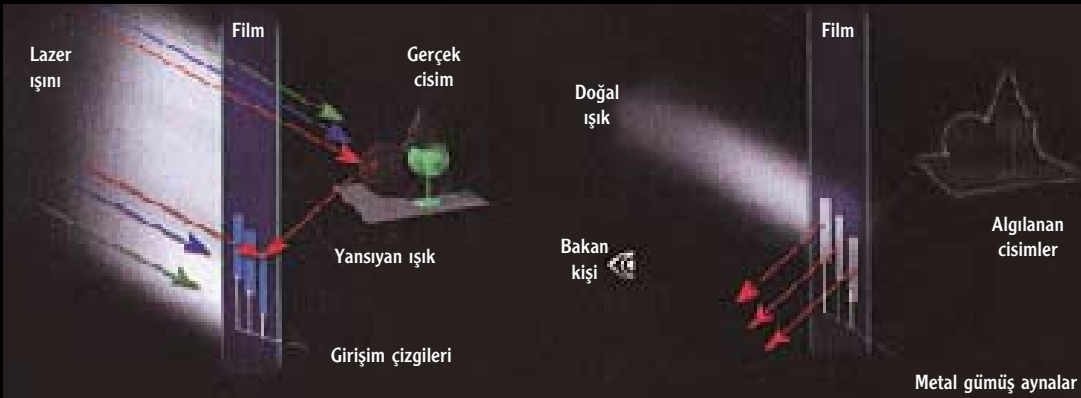 Film
Lazer
ışını
Gerçek
cisim
Yansıyan ışık
Girişim çizgileri
Film
Doğal
ışık
Bakan
kişi
Algılanan
cisimler
Metal gümüş aynalar